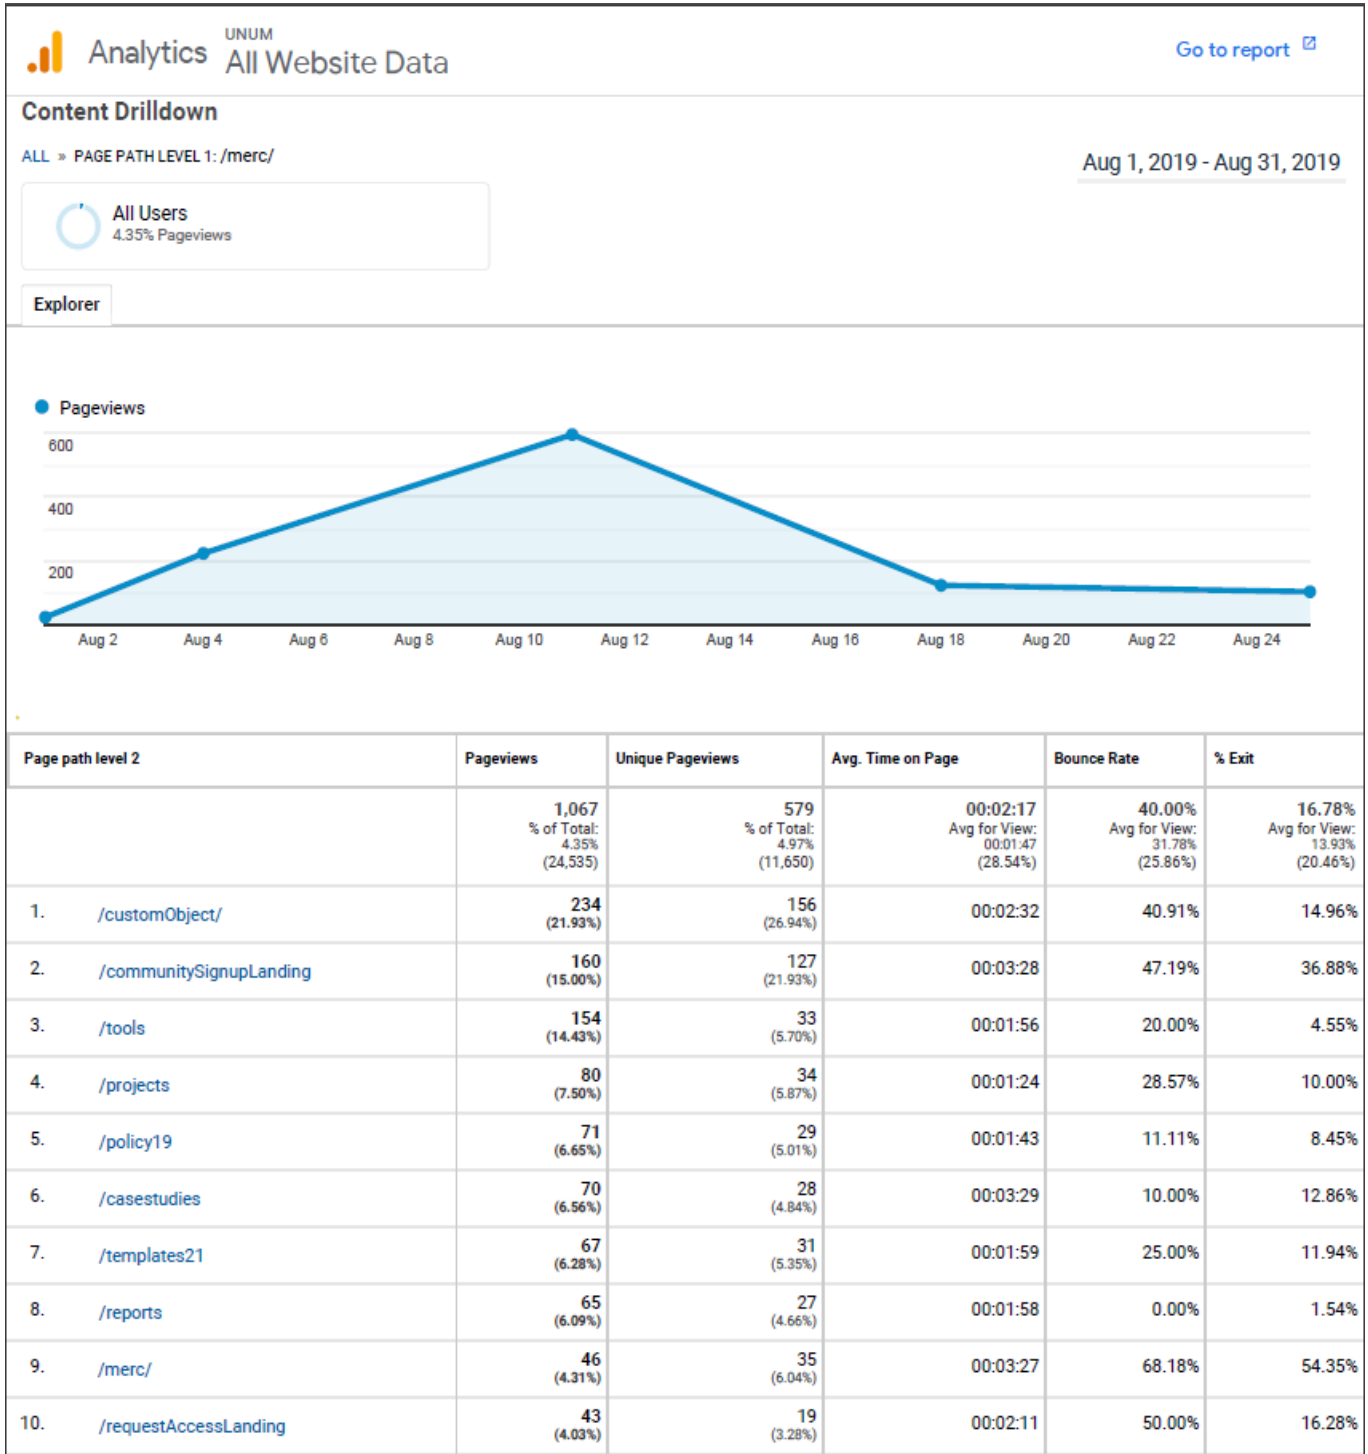 Analytics
UNUM
All Website Data
Go to report
Content Drilldown
ALL » PAGE PATH LEVEL 1: /merc/
Aug 1, 2019 - Aug 31, 2019
All Users
4.35% Pageviews
Explorer
Pageviews
600
400
200
Aug 2 Aug 4 Aug 6 Aug 8 Aug 10 Aug 12 Aug 14 Aug 16 Aug 18 Aug 20 Aug 22 Aug 24
Page path level 2 Pageviews Unique Pageviews Avg. Time on Page Bounce Rate % Exit
1,067 579 00:02:17 40.00% 16.78%
% of Total: % of Total: Avg for View: Avg for View: Avg for View:
4.35% 4.97% 00:01:47 31.78% 13.93%
(24,535) (11,650) (28.54%) (25.86%) (20.46%)
1. /customObject/ 234 156 00:02:32 40.91% 14.96%
(21.93%) (26.94%)
2. /communitySignupLanding 160 127 00:03:28 47.19% 36.88%
(15.00%) (21.93%)
3. /tools 154 33 00:01:56 20.00% 4.55%
(14.43%) (5.70%)
4. /projects 80 34 00:01:24 28.57% 10.00%
(7.50%) (5.87%)
5. /policy19 71 29 00:01:43 11.11% 8.45%
(6.65%) (5.01%)
6. /casestudies 70 28 00:03:29 10.00% 12.86%
(6.56%) (4.84%)
7. /templates21 67 31 00:01:59 25.00% 11.94%
(6.28%) (5.35%)
8. /reports 65 27 00:01:58 0.00% 1.54%
(6.09%) (4.66%)
9. /merc/ 46 35 00:03:27 68.18% 54.35%
(4.31%) (6.04%)
10. /requestAccessLanding 43 19 00:02:11 50.00% 16.28%
(4.03%) (3.28%)